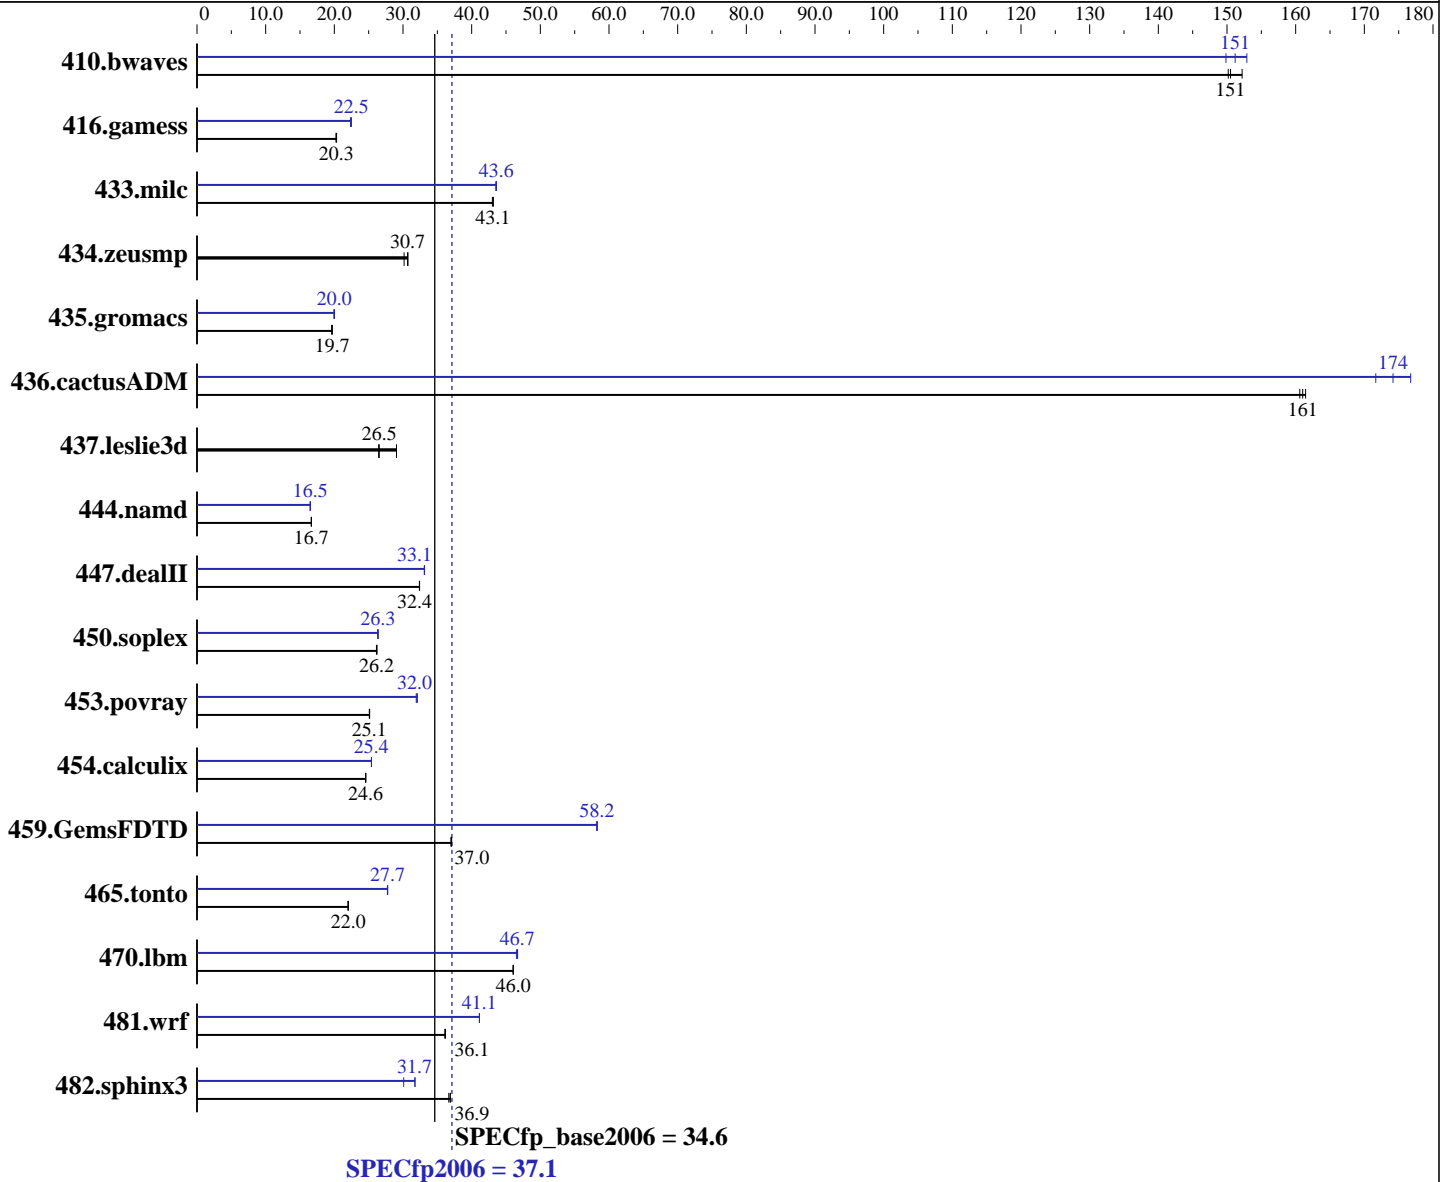 0 10.0 20.0 30.0 40.0 50.0 60.0 70.0 80.0 90.0 100 110 120 130 140 150 160 170 180
151
410.bwaves
151
22.5
416.gamess
20.3
43.6
433.milc
43.1
30.7
434.zeusmp
20.0
435.gromacs
19.7
174
436.cactusADM
161
26.5
437.leslie3d
16.5
444.namd
16.7
33.1
447.dealII
32.4
26.3
450.soplex
26.2
32.0
453.povray
25.1
25.4
454.calculix
24.6
58.2
459.GemsFDTD
37.0
27.7
465.tonto
22.0
46.7
470.lbm
46.0
41.1
481.wrf
36.1
31.7
482.sphinx3
36.9
SPECfp_base2006 = 34.6
SPECfp2006 = 37.1